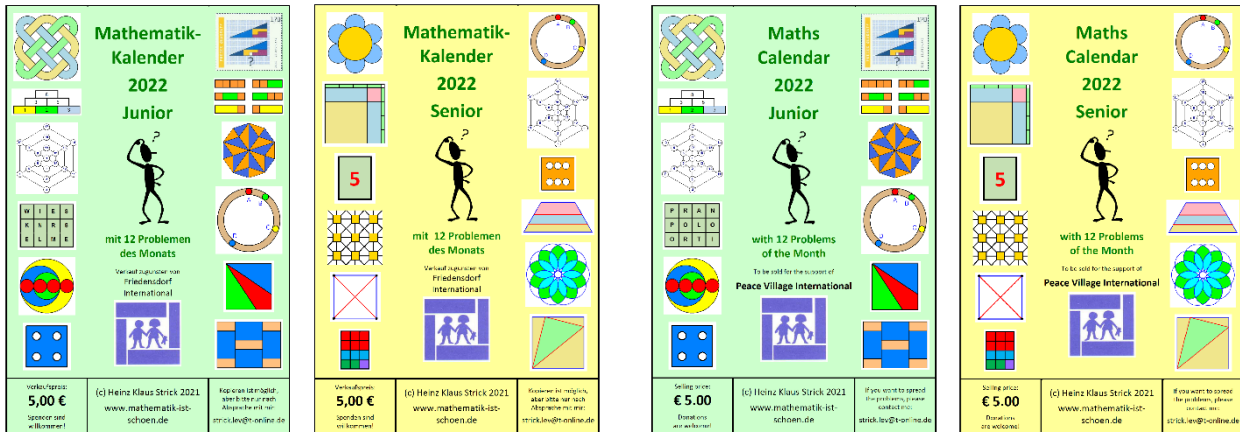 Mathematik-
Kalender
2022
Junior
?
?
W I E B
K N R E
E L N E
mit 12 Problemen
des Monats
Verkauf zugunsten von
Friedensdorf
International
Verkaufspreis:
5,00 €
Spenden sind
willkommen!
(c) Heinz Klaus Strick 2021
www.mathematik-ist-
schoen.de
Kopieren ist möglich,
aber bitte nur nach
Absprache mit mir:
strick.lev@t-online.de
Mathematik-
Kalender
2022
Senior
?
5
mit 12 Problemen
des Monats
Verkauf zugunsten von
Friedensdorf
International
Verkaufspreis:
5,00 €
Spenden sind
willkommen!
(c) Heinz Klaus Strick 2021
www.mathematik-ist-
schoen.de
Kopieren ist möglich,
aber bitte nur nach
Absprache mit mir:
strick.lev@t-online.de
Maths
Calendar
2022
Junior
?
?
P R A N
P O L O
O R T I
with 12 Problems
of the Month
To be sold for the support of
Peace Village International
Selling price:
€ 5.00
Donations
are welcome!
(c) Heinz Klaus Strick 2021
www.mathematik-ist-
schoen.de
If you want to spread
the problems, please
contact me:
strick.lev@t-online.de
Maths
Calendar
2022
Senior
?
5
with 12 Problems
of the Month
To be sold for the support of
Peace Village International
Selling price:
€ 5.00
Donations
are welcome!
(c) Heinz Klaus Strick 2021
www.mathematik-ist-
schoen.de
If you want to spread
the problems, please
contact me:
strick.lev@t-online.de